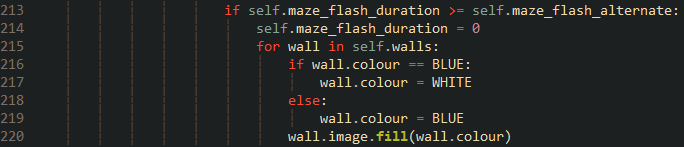 213 if self.maze_flash_duration >= self.maze_flash_alternate:
214 self.maze_flash_duration = 0
215 for wall in self.walls:
216 if wall.colour == BLUE:
217 wall.colour = WHITE
218 else:
219 wall.colour = BLUE
220 wall.image.fill(wall.colour)